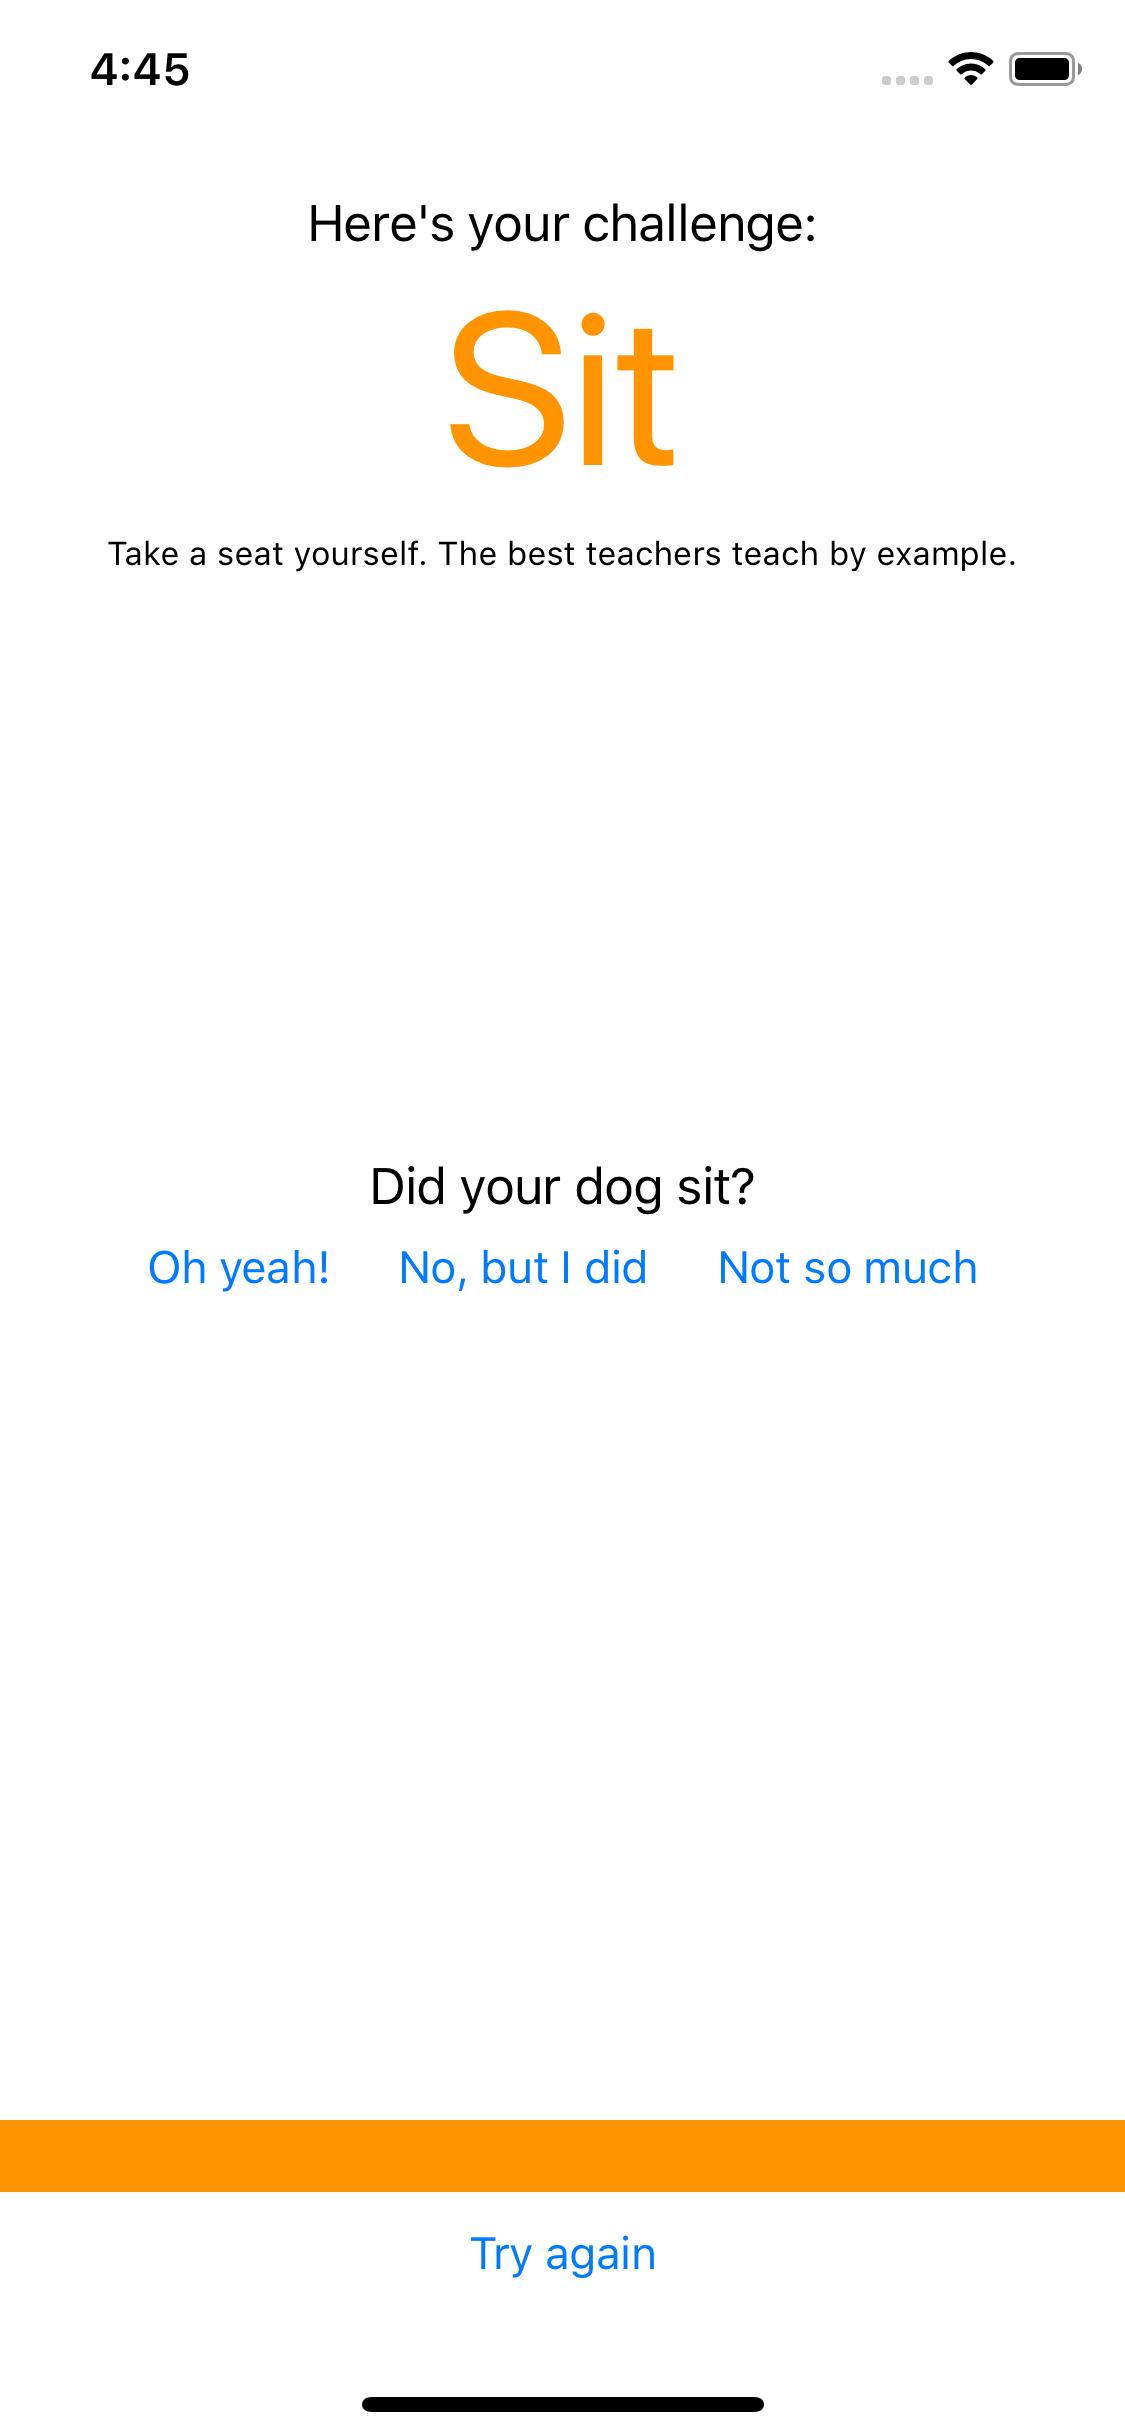 4:45
Here's your challenge:
Sit
Take a seat yourself. The best teachers teach by example.
Did your dog sit?
Oh yeah! No, but I did Not so much
Try again